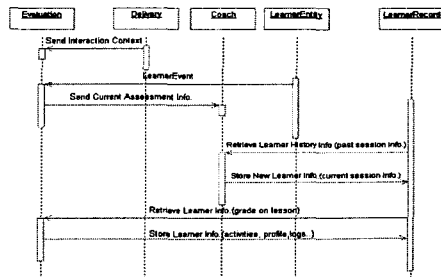 Evaluation
Delivery
Coach
LearnerEntity
LearnerRecord
Send Interaction Context
LearnerEvent
Send Current Assessment Info.
Retrieve Learner History Info (past session info.)
Store New Learner Info (current session info.)
Retrieve Learner Info (grade on lesson)
Store Learner Info (activities, profile,logs..)